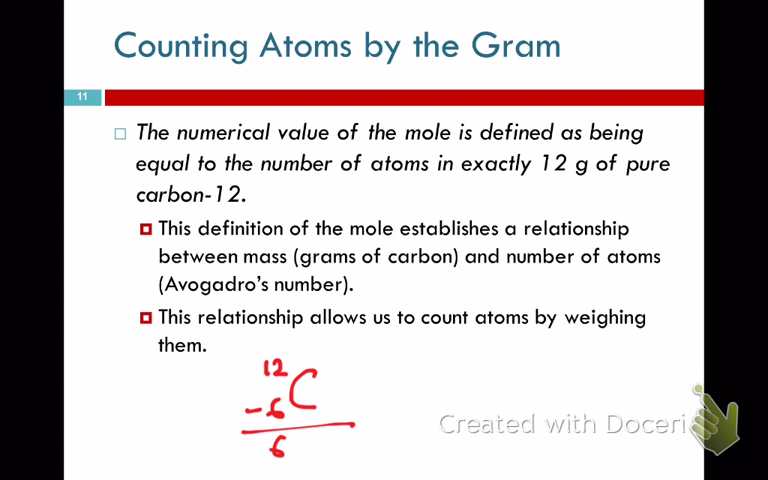 Counting Atoms by the Gram
11
The numerical value of the mole is defined as being
equal to the number of atoms in exactly 12 g of pure
carbon-12.
This definition of the mole establishes a relationship
between mass (grams of carbon) and number of atoms
(Avogadro's number).
This relationship allows us to count atoms by weighing
them.
12
C
-6
6
Created with Doceri